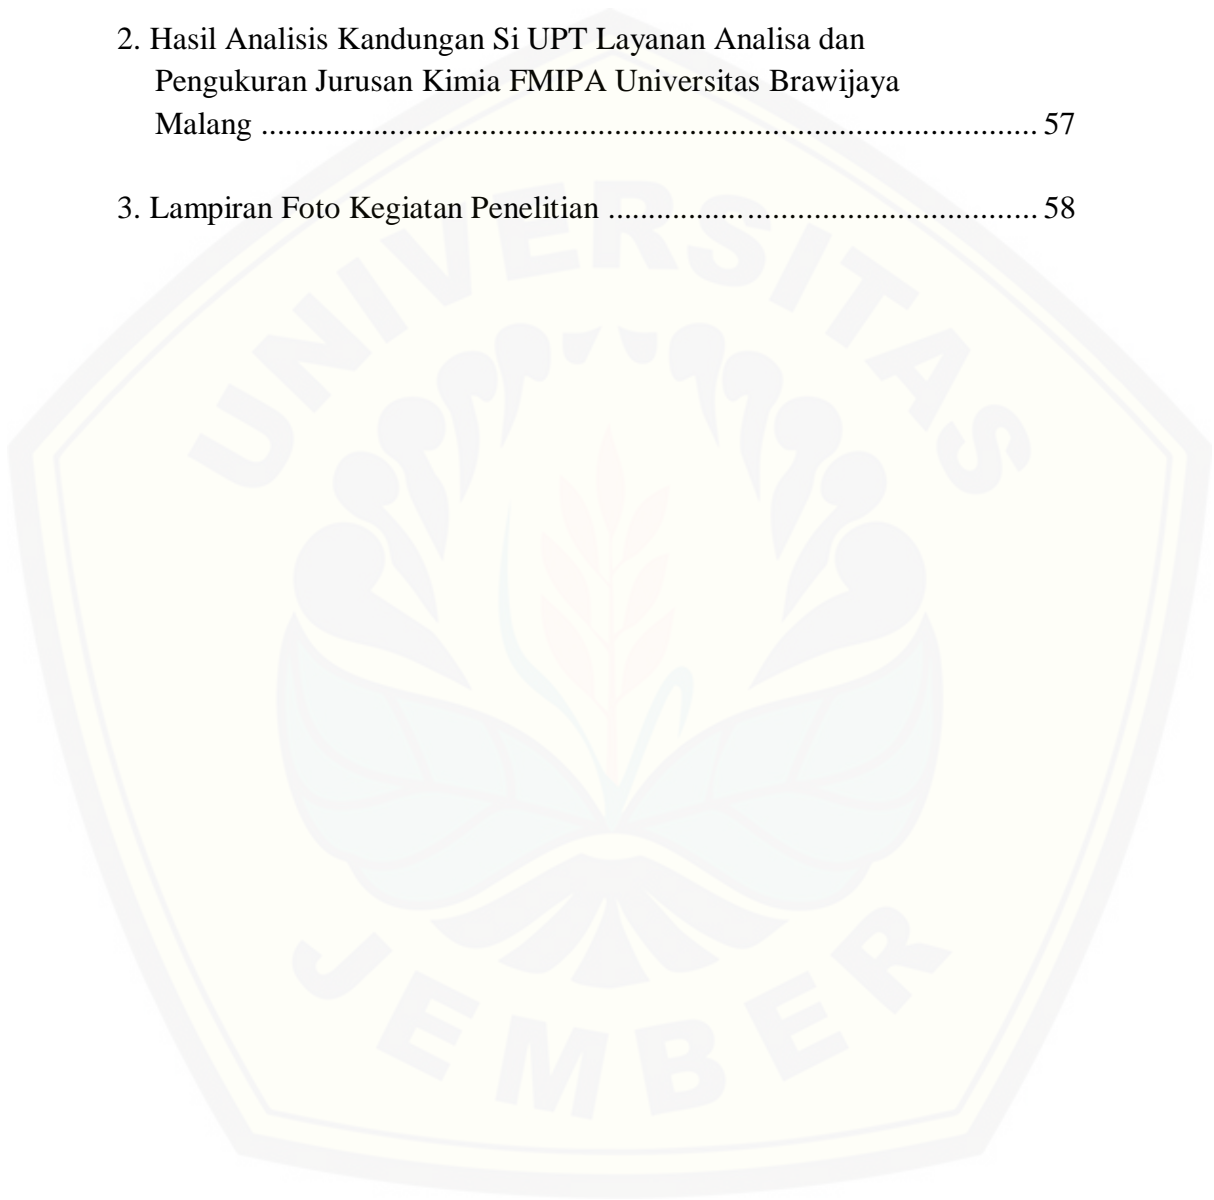 2. Hasil Analisis Kandungan Si UPT Layanan Analisa dan
Pengukuran Jurusan Kimia FMIPA Universitas Brawijaya
Malang ................................................................................................ 57
3. Lampiran Foto Kegiatan Penelitian ..................................................... 58
UNIVERSITAS
JEMBER